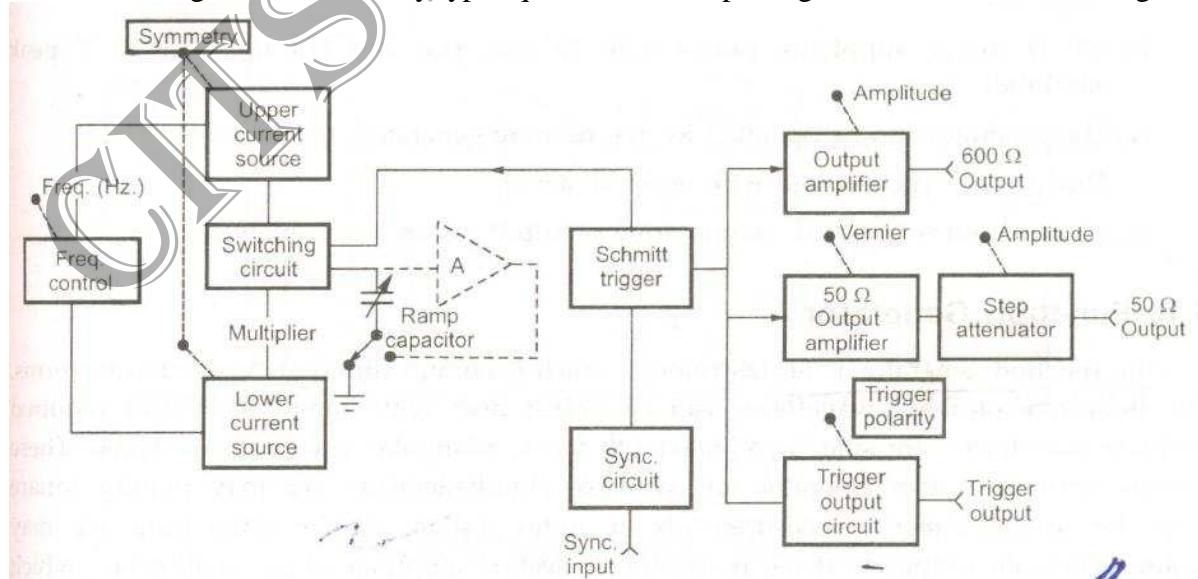 Symmetry
Upper
current
source
Freq. (Hz.)
Freq.
control
Switching
circuit
Multiplier
Lower
current
source
A
Ramp
capacitor
Schmitt
trigger
Sync.
circuit
Sync.
input
Amplitude
Output
amplifier
600 Ω
Output
Vernier
50 Ω
Output
amplifier
Amplitude
Step
attenuator
50 Ω
Output
Trigger
polarity
Trigger
output
circuit
Trigger
output
CITS